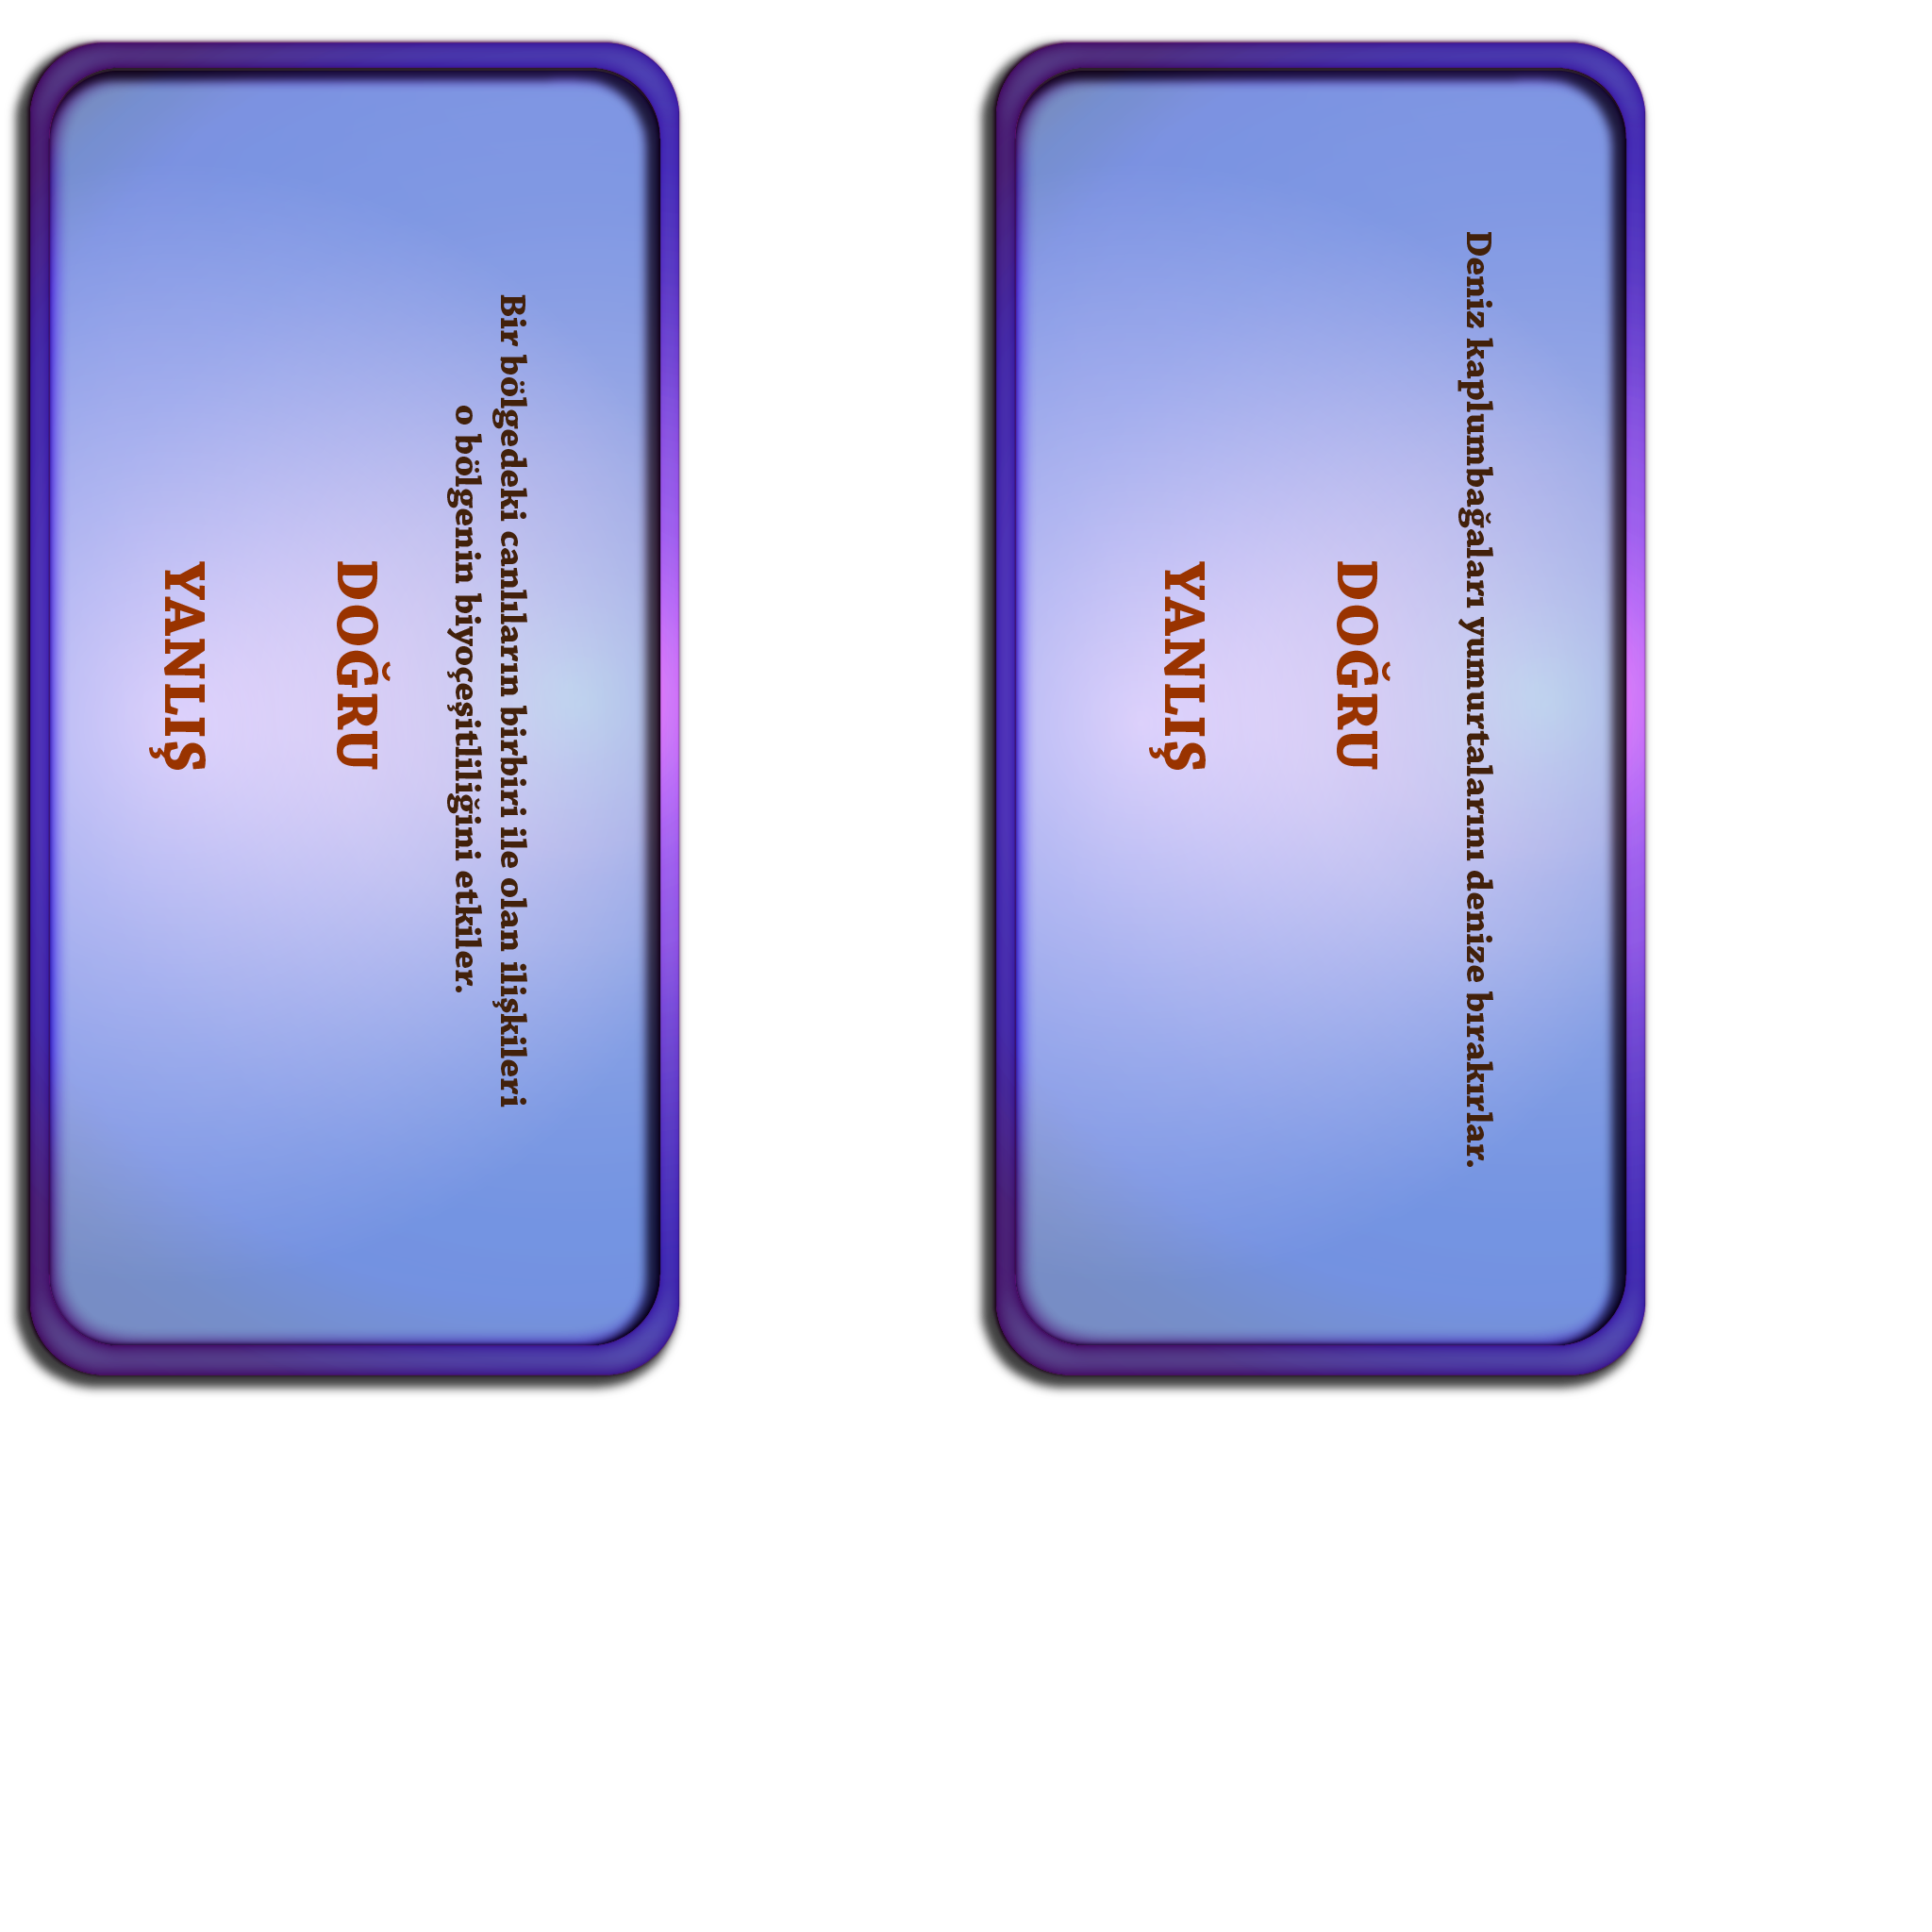 Bir bölgedeki canlıların birbiri ile olan ilişkileri
o bölgenin biyoçeşitliliğini etkiler.
DOĞRU
YANLIŞ
Deniz kaplumbağaları yumurtalarını denize bırakırlar.
DOĞRU
YANLIŞ